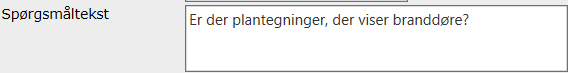 Spørgsmåltekst
Er der plantegninger, der viser branddøre?